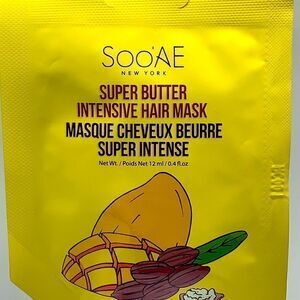 Soo'AE
NEW YORK
SUPER BUTTER
INTENSIVE HAIR MASK
MASQUE CHEVEUX BEURRE
SUPER INTENSE
Net Wt. / Poids Net 12 ml / 0.4 fl.oz